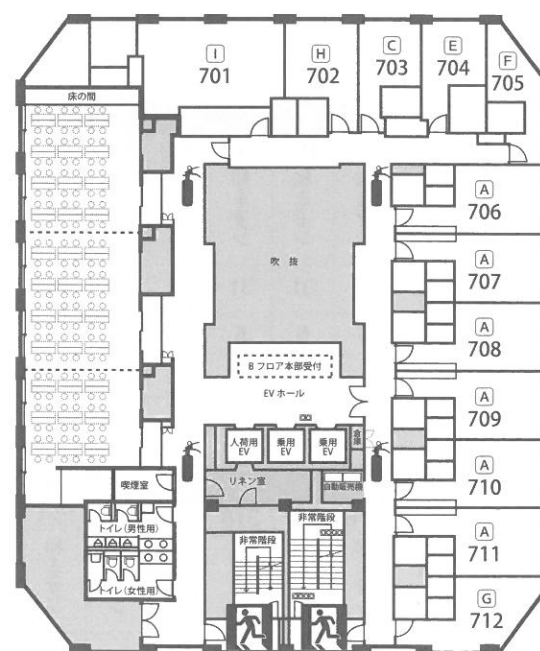 I
701
H
702
C
703
E
704
F
705
床の間
A
706
吹 抜
A
707
A
708
Bフロア本部受付
EVホール
A
709
人荷用
EV
乗用
EV
乗用
EV
倉庫
A
710
喫煙室
リネン室
自動販売機
トイレ(男性用)
非常階段
非常階段
A
711
トイレ(女性用)
G
712